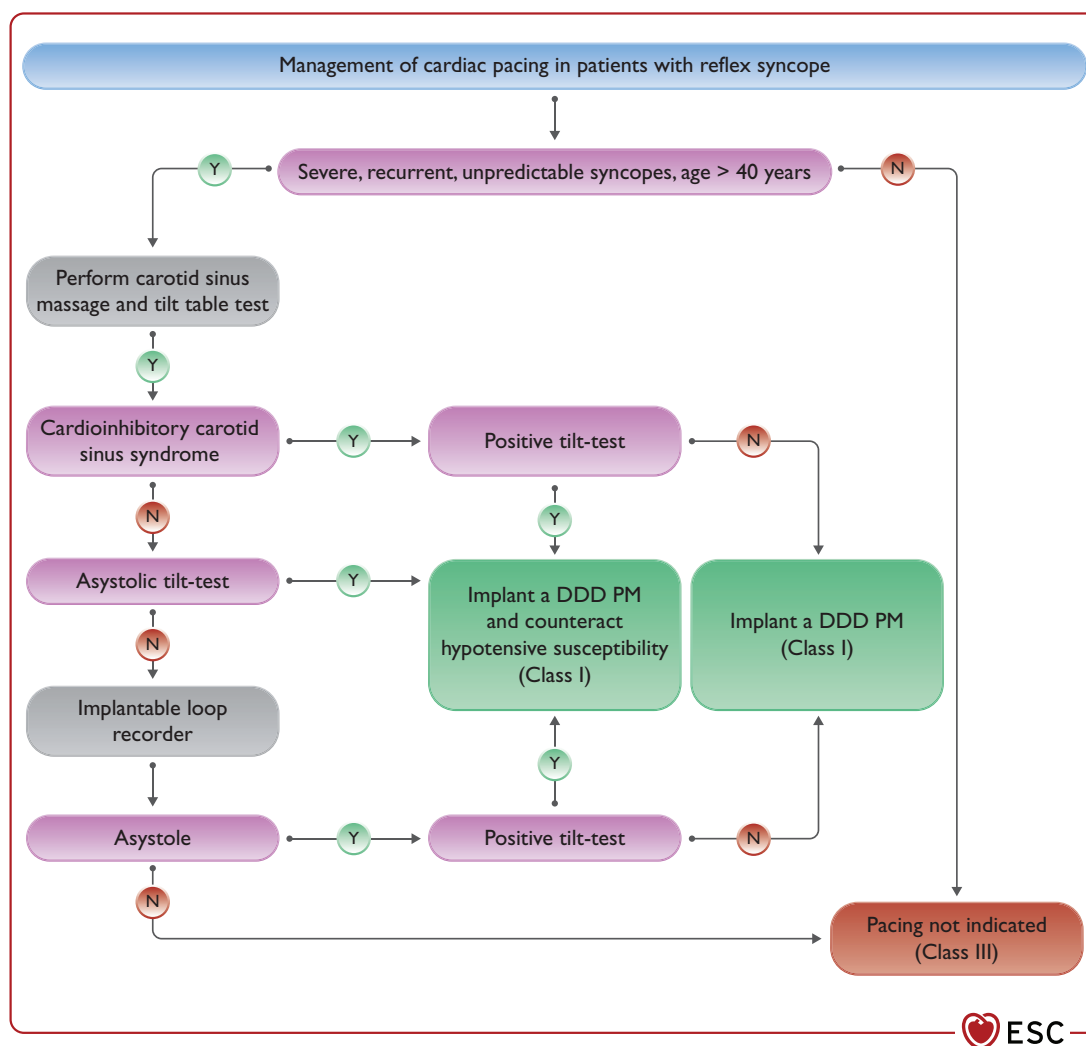 Management of cardiac pacing in patients with reflex syncope
Y
Severe, recurrent, unpredictable syncopes, age > 40 years
N
Perform carotid sinus
massage and tilt table test
Y
Cardioinhibitory carotid
sinus syndrome
Y
Positive tilt-test
N
N
Y
Asystolic tilt-test
Y
Implant a DDD PM
and counteract
hypotensive susceptibility
(Class I)
Implant a DDD PM
(Class I)
N
Implantable loop
recorder
Y
Asystole
Y
Positive tilt-test
N
N
Pacing not indicated
(Class III)
ESC